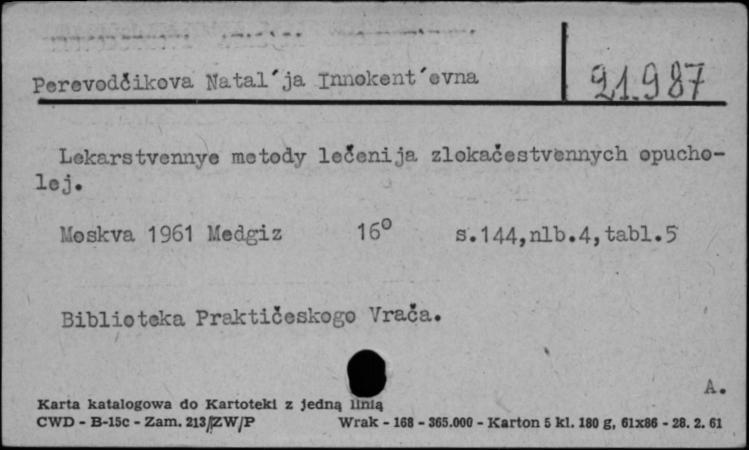 Perevodčikova Natal´ja Innokent´evna
21.987
Lekarstvennye metody lečenija zlokačestvennych opucho-
lej.
Moskva 1961 Medgiz 16⁰ s.144,nlb.4,tabl.5
Biblioteka Praktičeskogo Vrača.
A.
Karta katalogowa do Kartoteki z jedną linią
CWD - B-15c - Zam. 213/ZW/P Wrak - 168 - 365.000 - Karton 5 kl. 180 g, 61x86 - 28. 2. 61